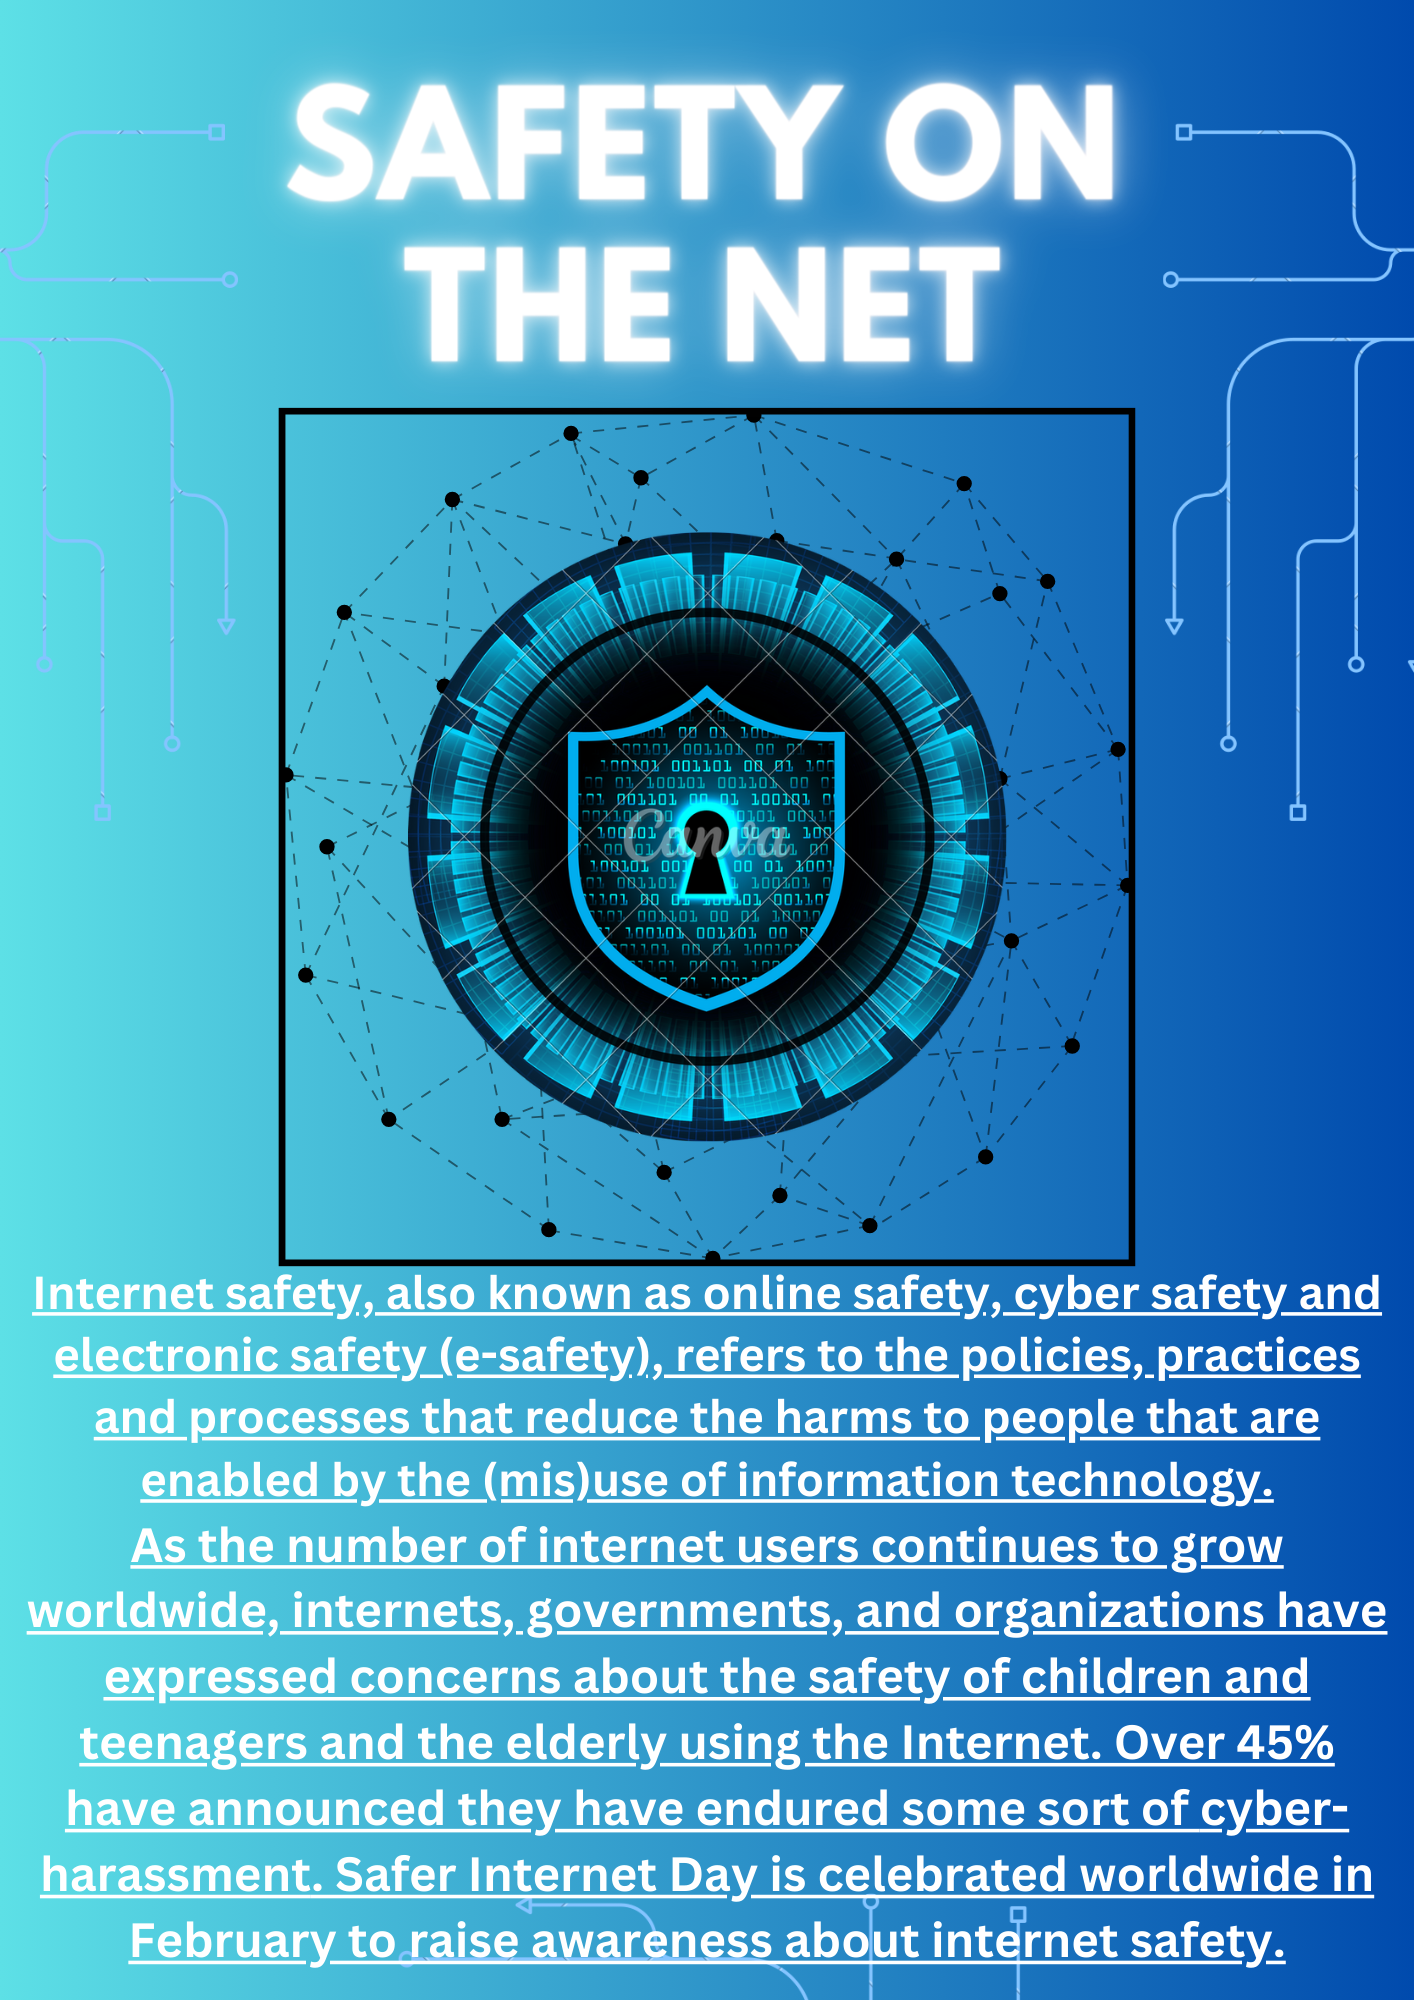 SAFETY ON
THE NET
Canva
Internet safety, also known as online safety, cyber safety and
electronic safety (e-safety), refers to the policies, practices
and processes that reduce the harms to people that are
enabled by the (mis)use of information technology.
As the number of internet users continues to grow
worldwide, internets, governments, and organizations have
expressed concerns about the safety of children and
teenagers and the elderly using the Internet. Over 45%
have announced they have endured some sort of cyber-
harassment. Safer Internet Day is celebrated worldwide in
February to raise awareness about internet safety.